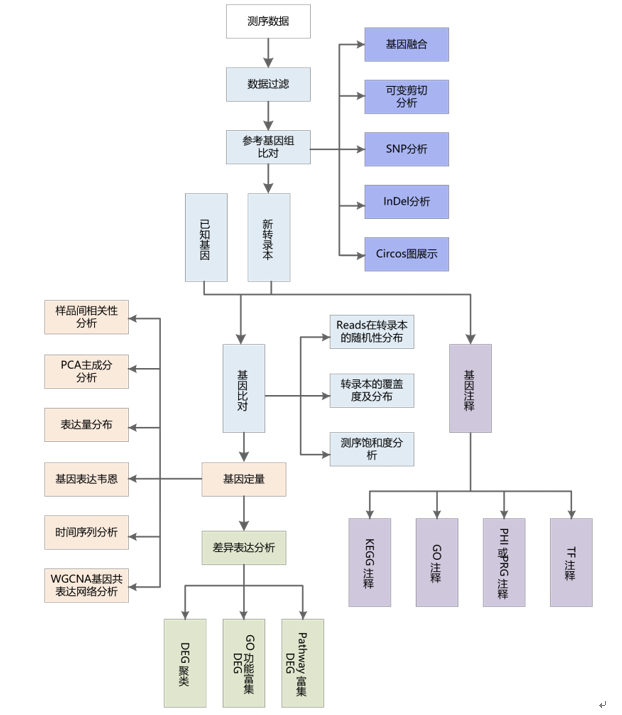 测序数据
数据过滤
参考基因组
比对
基因融合
可变剪切
分析
SNP分析
InDel分析
Circos图展示
已知基因
新转录本
样品间相关性
分析
PCA主成分
分析
表达量分布
基因表达韦恩
时间序列分析
WGCNA基因共
表达网络分析
基因比对
Reads在转录本
的随机性分布
转录本的覆盖
度及分布
测序饱和度分
析
基因注释
基因定量
差异表达分析
KEGG 注释
GO 注释
PHI 或PRG 注释
TF 注释
DEG 聚类
GO 功能富集
DEG
Pathway 富集
DEG